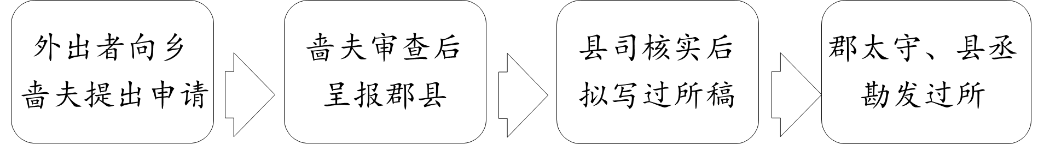 外出者向乡
啬夫提出申请
啬夫审查后
呈报郡县
县司核实后
拟写过所稿
郡太守、县丞
勘发过所